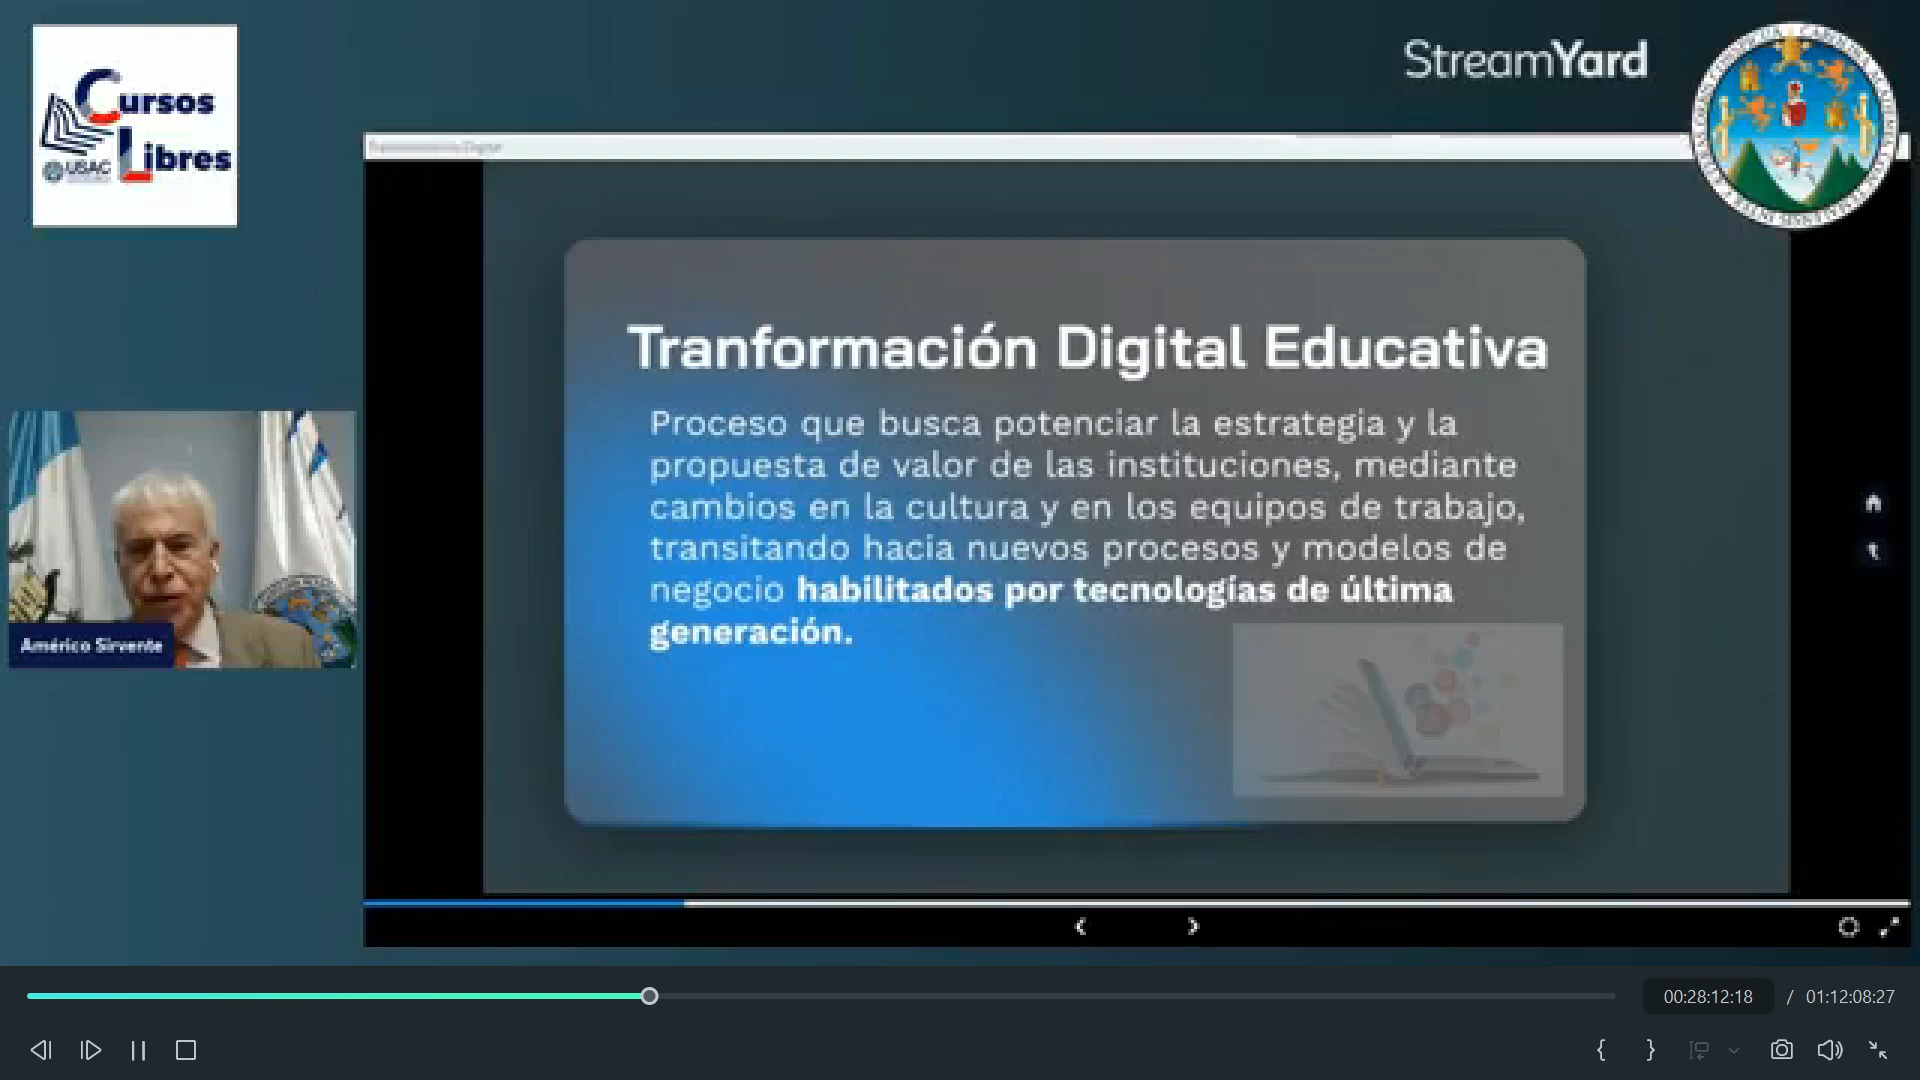 Cursos
Libres
USAC
StreamYard
Tranformación Digital Educativa
Proceso que busca potenciar la estrategia y la
propuesta de valor de las instituciones, mediante
cambios en la cultura y en los equipos de trabajo,
transitando hacia nuevos procesos y modelos de
negocio habilitados por tecnologías de última
generación.
Américo Sirvente
00:28:12:18 / 01:12:08:27